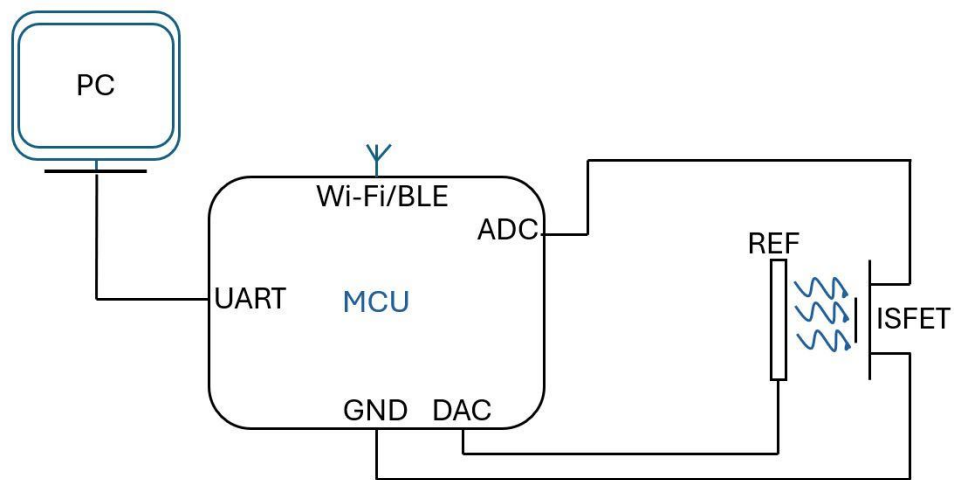 PC
Wi-Fi/BLE
ADC
REF
UART
MCU
ISFET
GND
DAC